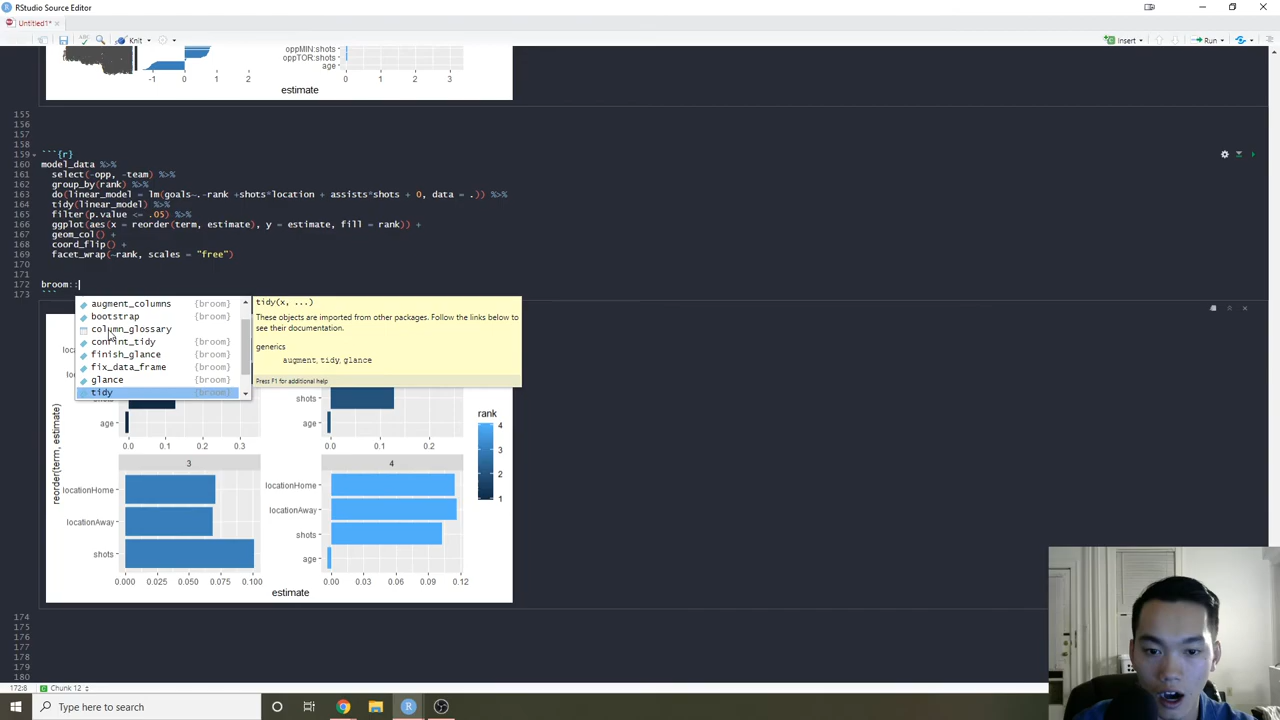 RStudio Source Editor
Untitled1*
Knit
Insert
Run
oppMIN:shots
oppTOR:shots
age
-1 0 1
0 1 2 3
estimate
155
156
157
158
159 ```{r}
160 model_data %>%
161 select(-opp, -team) %>%
162 group_by(rank) %>%
163 do(linear_model = lm(goals~.-rank +shots*location + assists*shots + 0, data = .)) %>%
164 tidy(linear_model) %>%
165 filter(p.value <= .05) %>%
166 ggplot(aes(x = reorder(term, estimate), y = estimate, fill = rank)) +
167 geom_col() +
168 coord_flip() +
169 facet_wrap(~rank, scales = "free")
170
171
172 broom::
173 ```
augment_columns {broom}
bootstrap {broom}
column_glossary {broom}
confint_tidy {broom}
finish_glance {broom}
fix_data_frame {broom}
glance {broom}
tidy {broom}
tidy(x, ...)
These objects are imported from other packages. Follow the links below to
see their documentation.
generics
augment, tidy, glance
Press F1 for additional help
shots
age
0.0 0.1 0.2 0.3
shots
age
0.0 0.1 0.2
3
locationHome
locationAway
shots
0.000 0.025 0.050 0.075 0.100
4
locationHome
locationAway
shots
age
0.00 0.03 0.06 0.09 0.12
reorder(term, estimate)
estimate
rank
4
3
2
1
174
175
176
177
178
179
180
172:8 Chunk 12
Type here to search